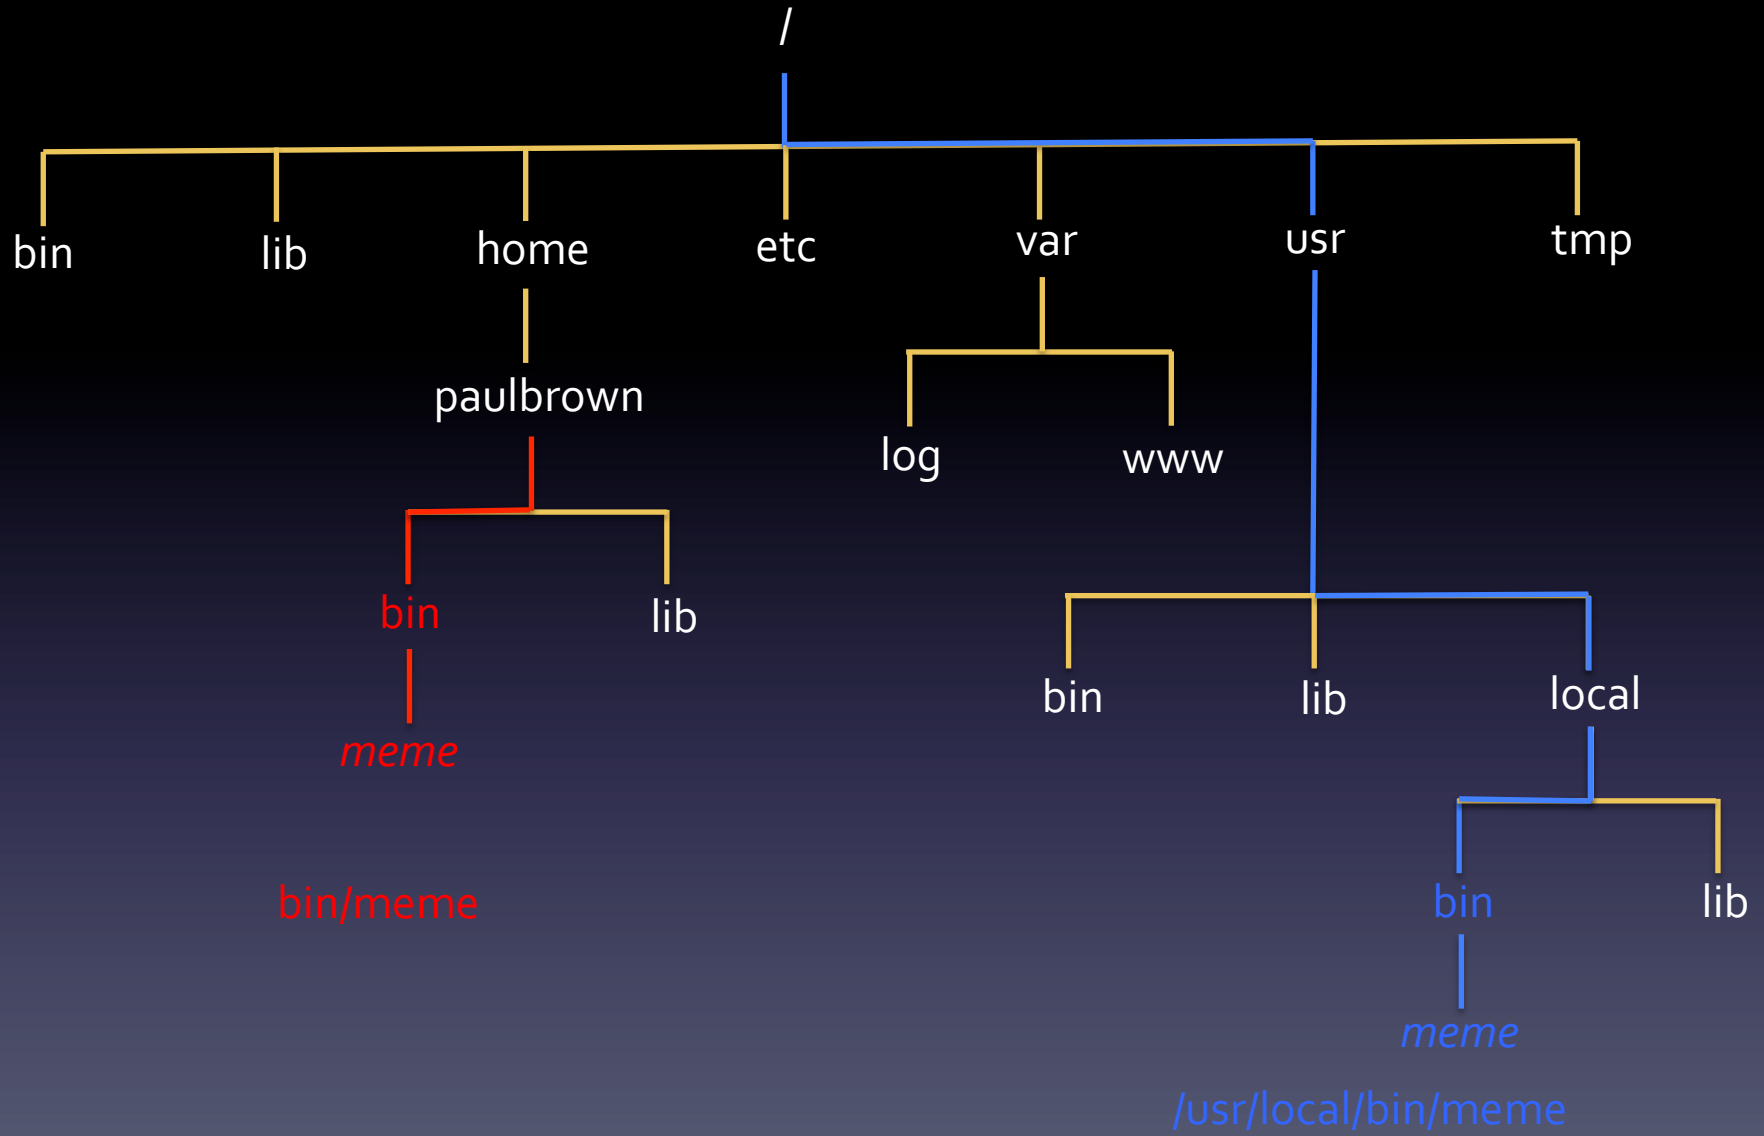 /
bin lib home etc var usr tmp
paulbrown
log www
bin lib
bin lib local
meme
bin/meme
bin lib
meme
/usr/local/bin/meme